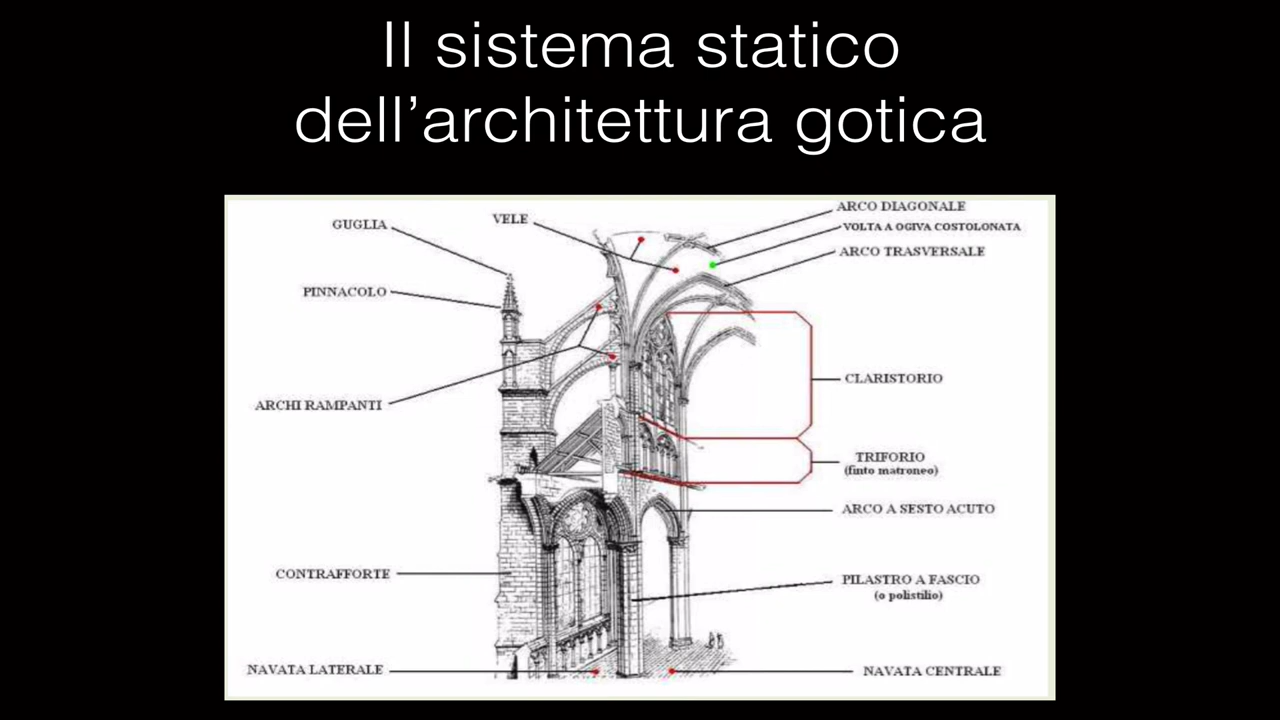 Il sistema statico
dell'architettura gotica
GUGLIA
VELE
ARCO DIAGONALE
VOLTA A OGIVA COSTOLONATA
ARCO TRASVERSALE
PINNACOLO
ARCHI RAMPANTI
CLARISTORIO
TRIFORIO
(finto matroneo)
ARCO A SESTO ACUTO
CONTRAFFORTE
PILASTRO A FASCIO
(o polistilio)
NAVATA LATERALE
NAVATA CENTRALE